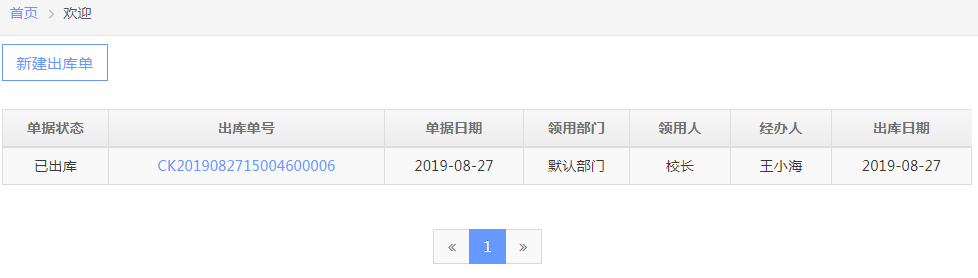 首页 > 欢迎
新建出库单
单据状态 出库单号 单据日期 领用部门 领用人 经办人 出库日期
已出库 CK2019082715004600006 2019-08-27 默认部门 校长 王小海 2019-08-27
« 1 »